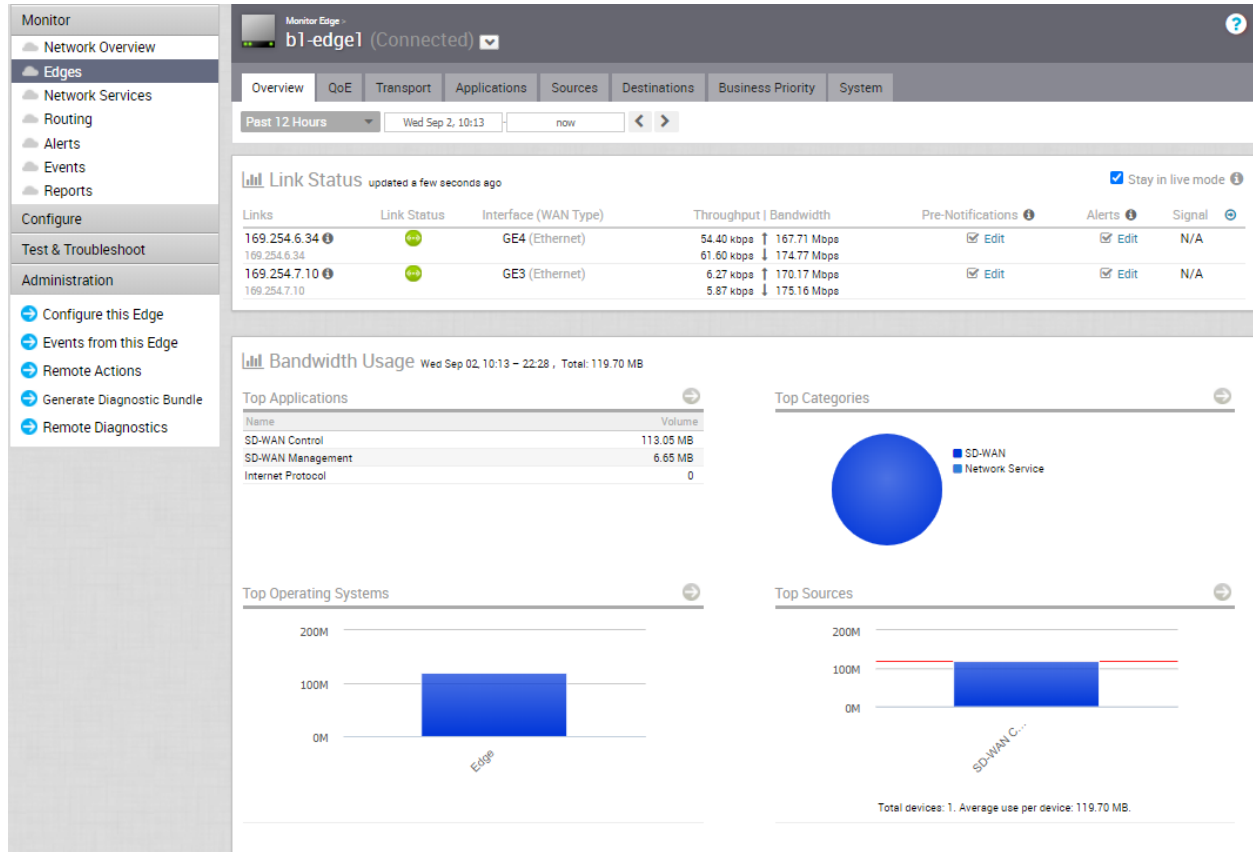 Monitor
Network Overview
Edges
Network Services
Routing
Alerts
Events
Reports
Configure
Test & Troubleshoot
Administration
Configure this Edge
Events from this Edge
Remote Actions
Generate Diagnostic Bundle
Remote Diagnostics
Monitor Edge >
b1-edge1 (Connected)
?
Overview QoE Transport Applications Sources Destinations Business Priority System
Past 12 Hours Wed Sep 2, 10:13 - now
Link Status updated a few seconds ago Stay in live mode
Links Link Status Interface (WAN Type) Throughput | Bandwidth Pre-Notifications Alerts Signal
169.254.6.34 GE4 (Ethernet) 54.40 kbps ↑ 167.71 Mbps Edit Edit N/A
169.254.6.34 61.60 kbps ↓ 174.77 Mbps
169.254.7.10 GE3 (Ethernet) 6.27 kbps ↑ 170.17 Mbps Edit Edit N/A
169.254.7.10 5.87 kbps ↓ 175.16 Mbps
Bandwidth Usage Wed Sep 02, 10:13 – 22:28 , Total: 119.70 MB
Top Applications
Name Volume
SD-WAN Control 113.05 MB
SD-WAN Management 6.65 MB
Internet Protocol 0
Top Categories
SD-WAN
Network Service
Top Operating Systems
200M
100M
0M
Edge
Top Sources
200M
100M
0M
SD-WAN C...
Total devices: 1. Average use per device: 119.70 MB.